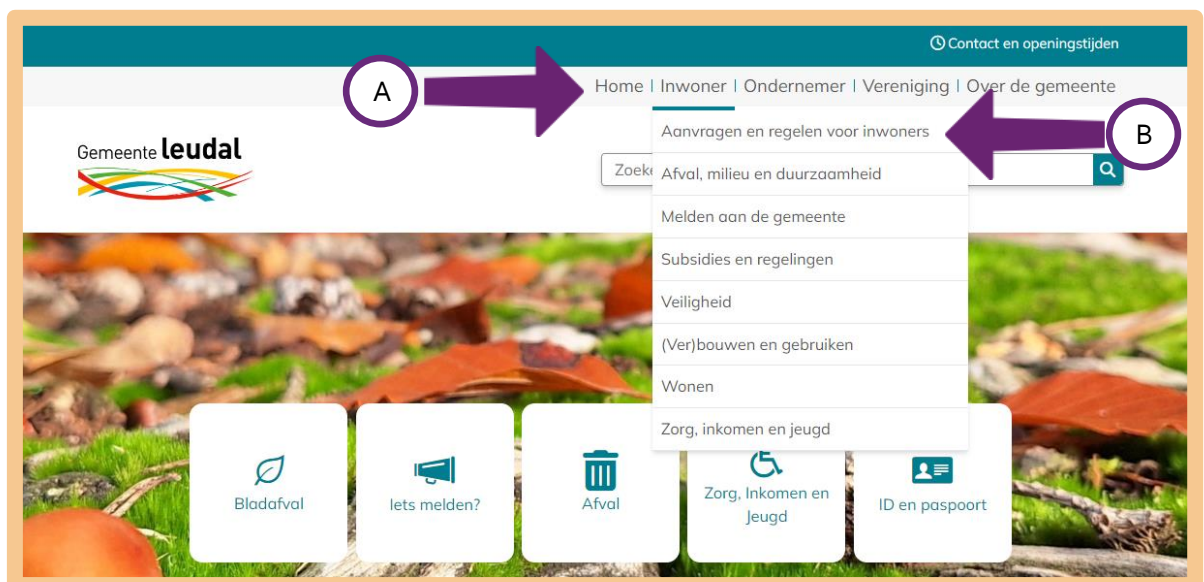 Contact en openingstijden
A
Home | Inwoner | Ondernemer | Vereniging | Over de gemeente
Aanvragen en regelen voor inwoners
B
Gemeente leudal
Zoeke
Afval, milieu en duurzaamheid
Melden aan de gemeente
Subsidies en regelingen
Veiligheid
(Ver)bouwen en gebruiken
Wonen
Zorg, inkomen en jeugd
Bladafval
Iets melden?
Afval
Zorg, Inkomen en
Jeugd
ID en paspoort